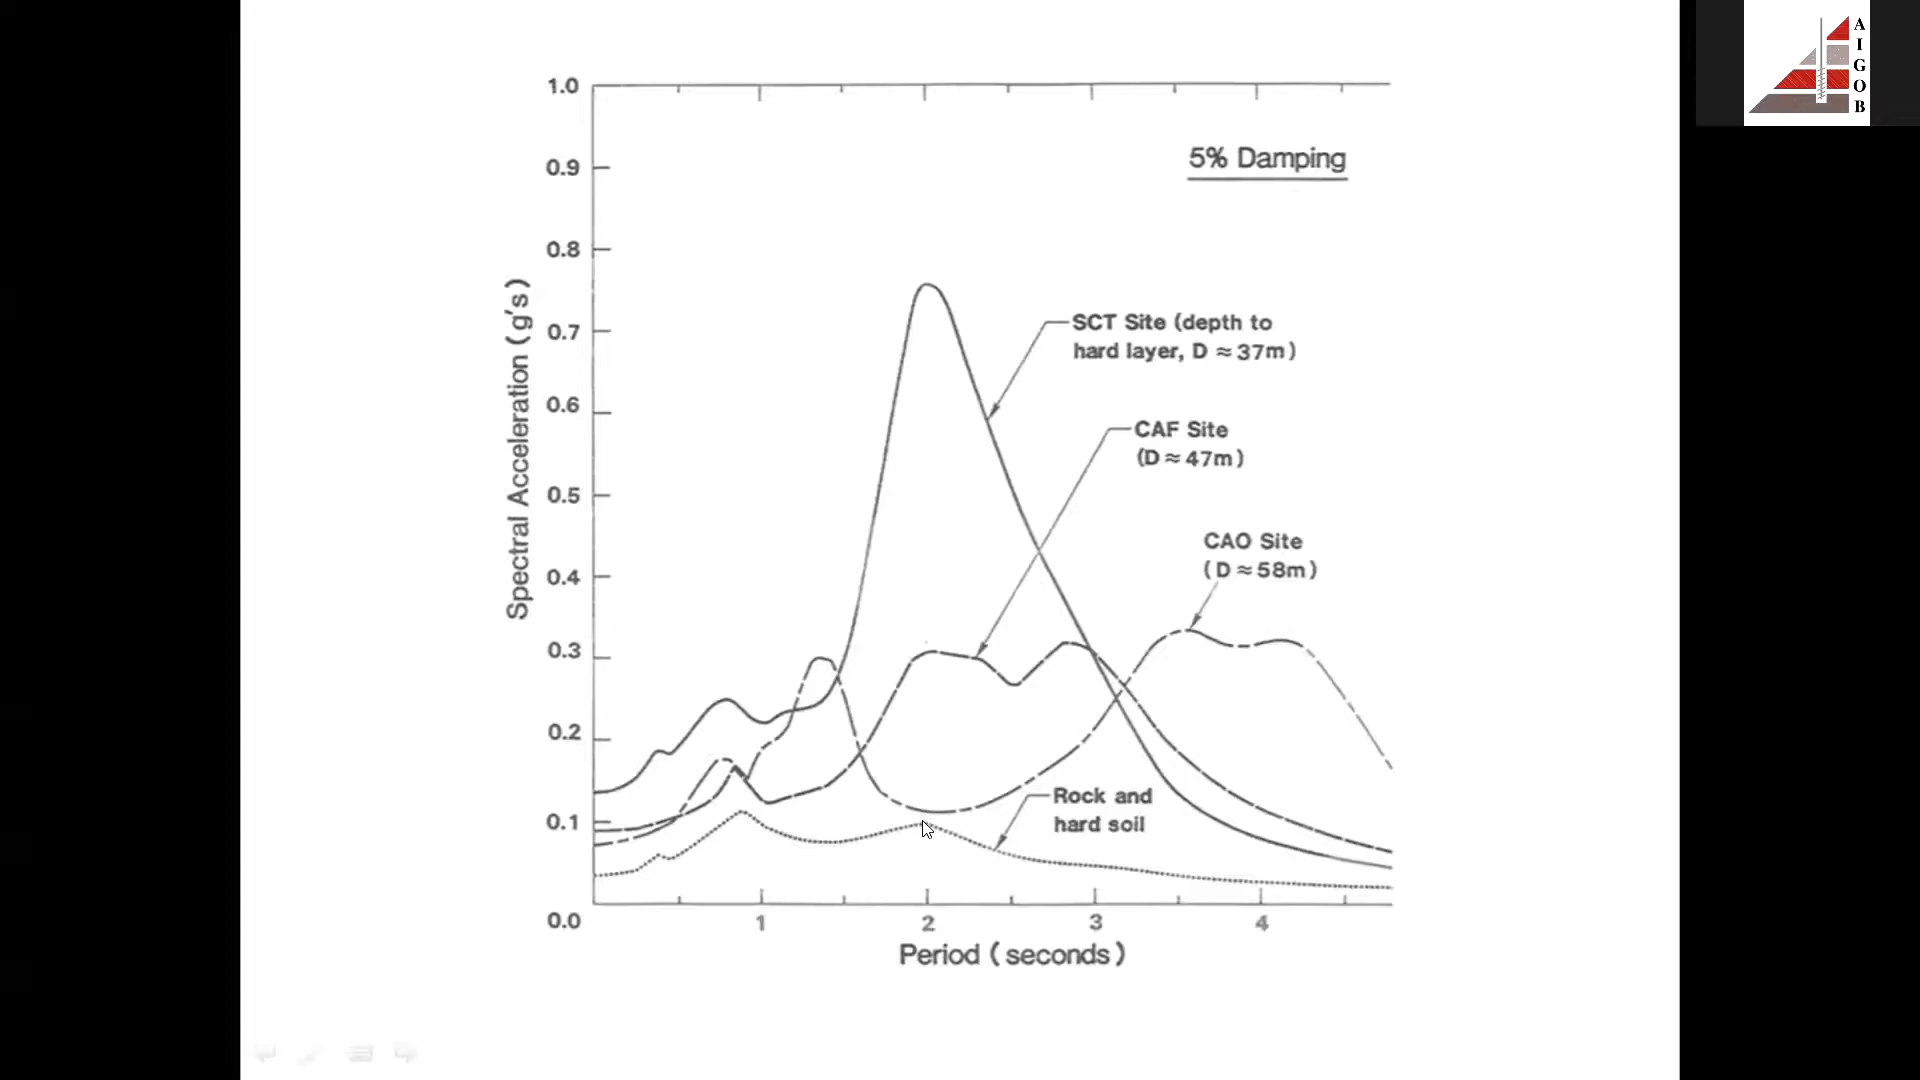 A
I
G
O
B
1.0
0.9
0.8
0.7
0.6
0.5
0.4
0.3
0.2
0.1
0.0
Spectral Acceleration (g's)
5% Damping
SCT Site (depth to
hard layer, D ≈ 37m)
CAF Site
(D ≈ 47m)
CAO Site
(D ≈ 58m)
Rock and
hard soil
1 2 3 4
Period (seconds)